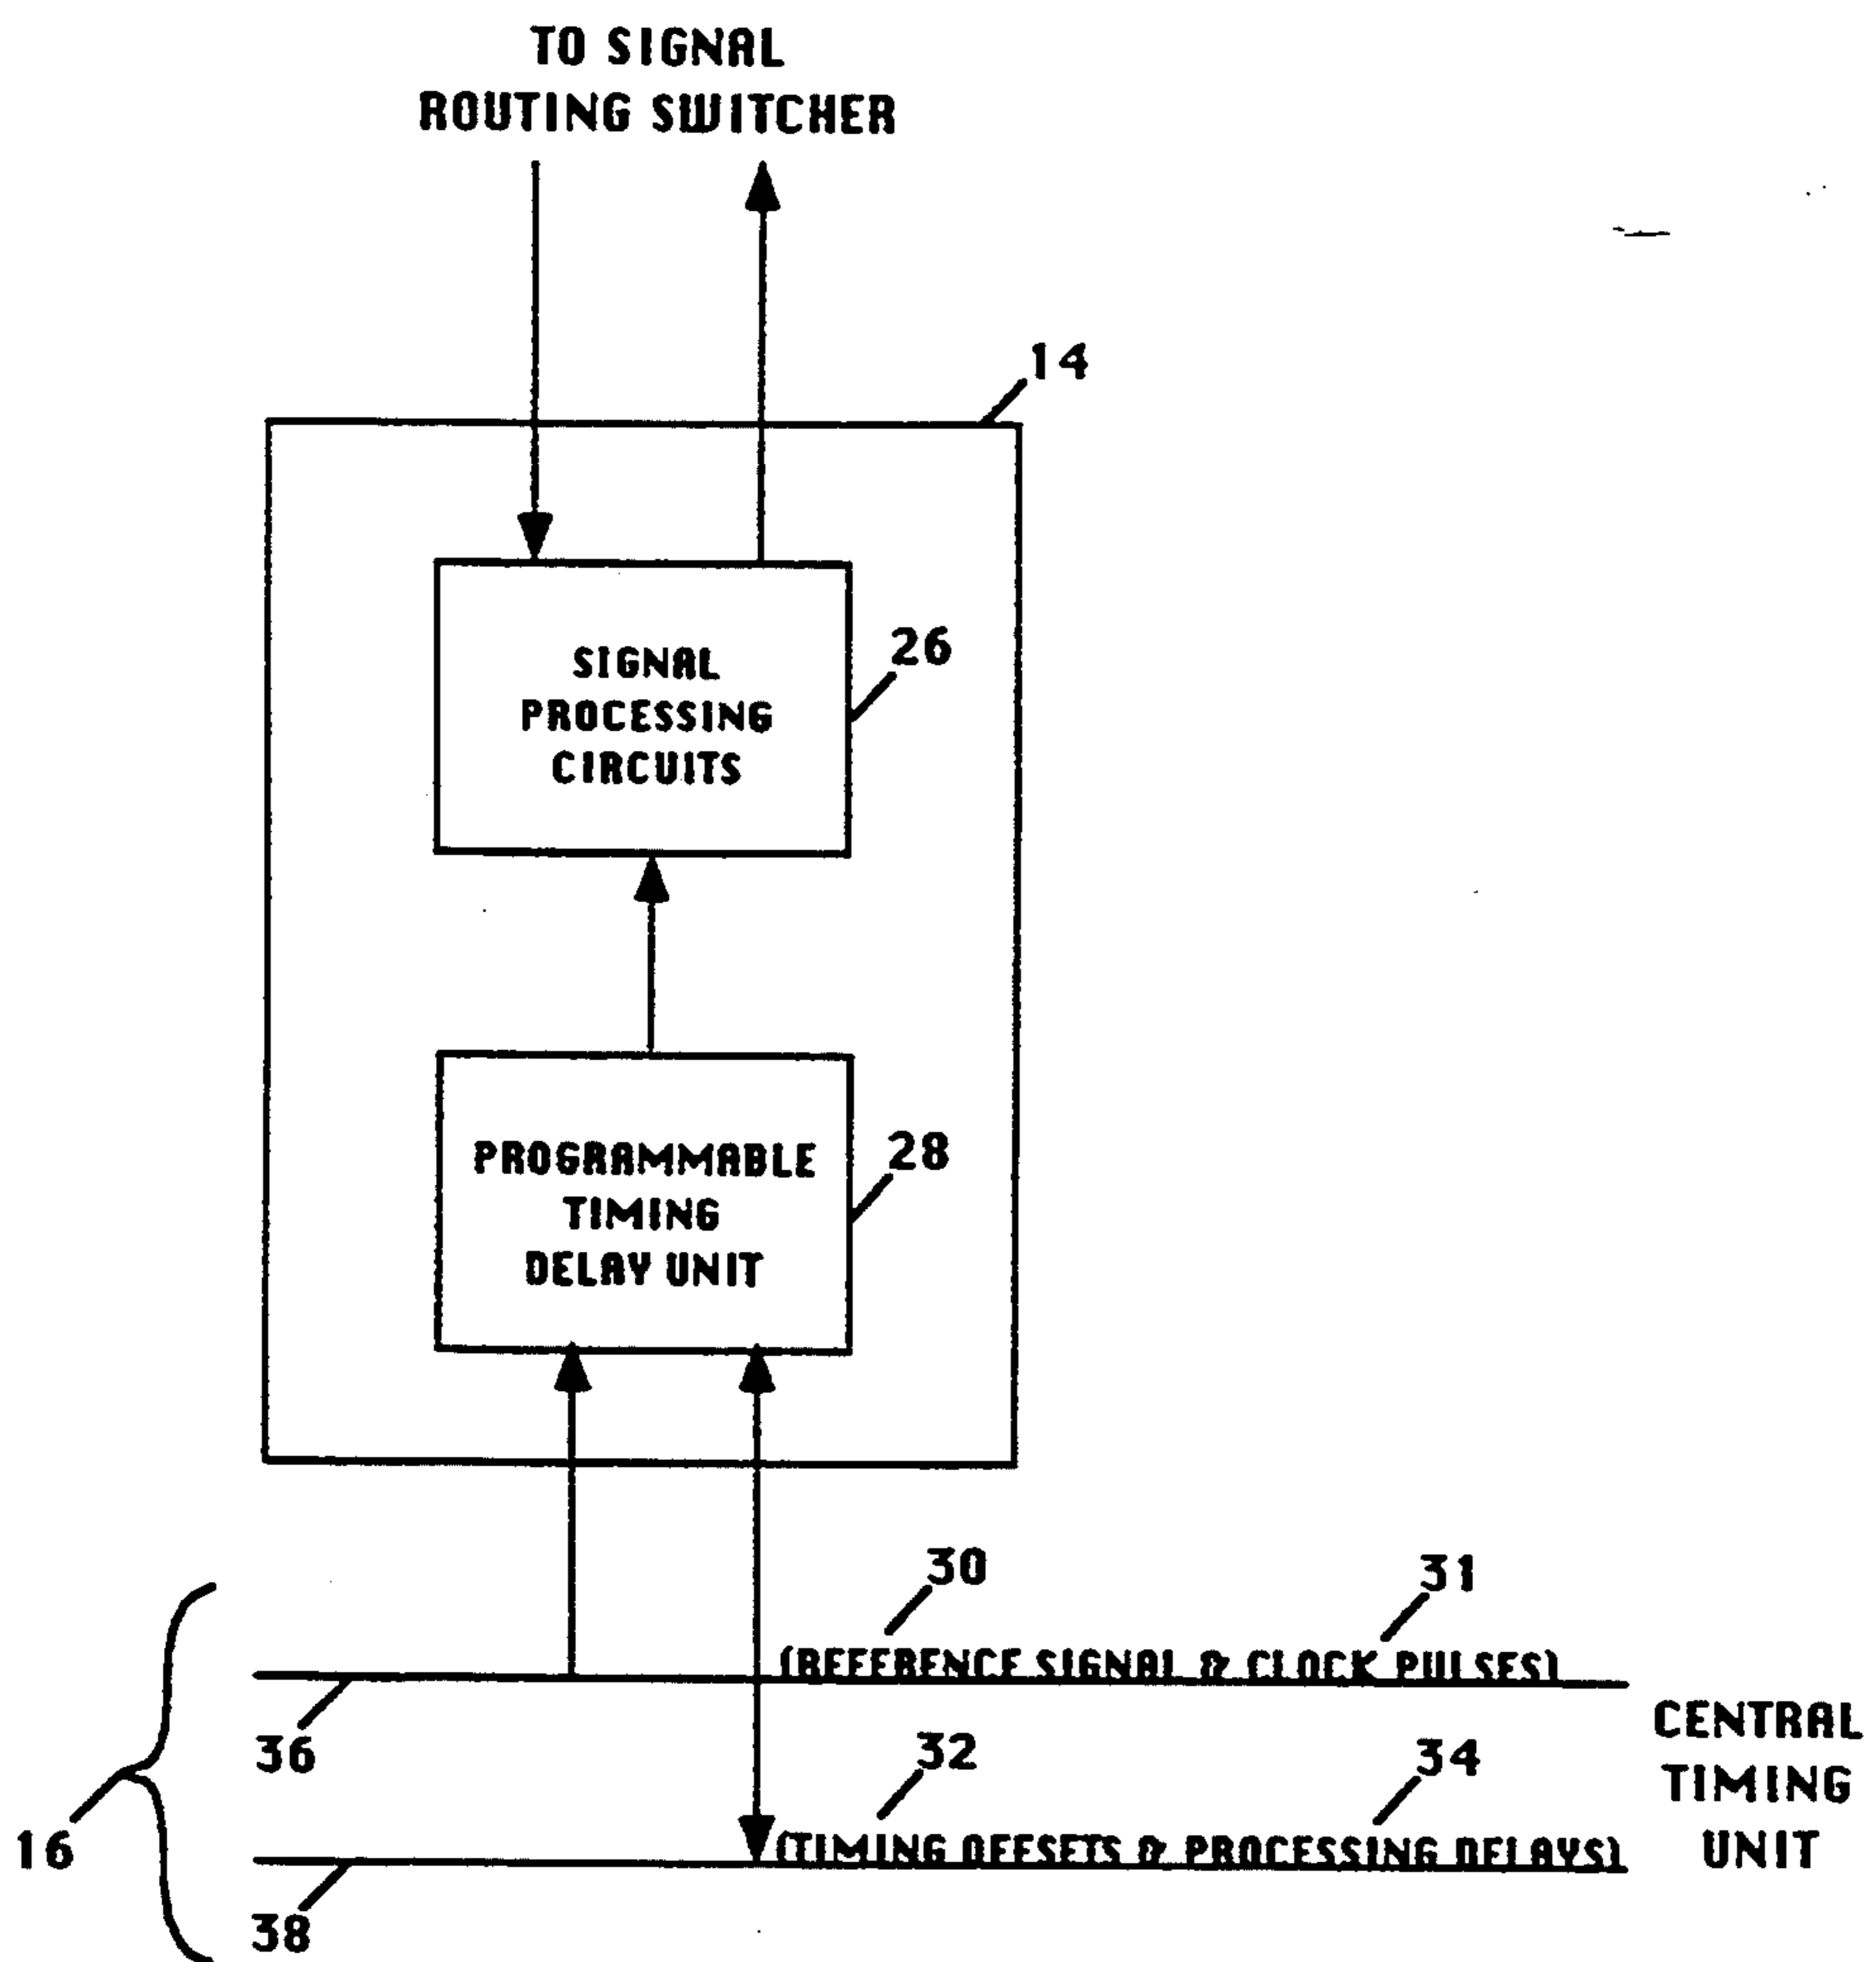 TO SIGNAL
ROUTING SWITCHER
14
26
SIGNAL
PROCESSING
CIRCUITS
28
PROGRAMMABLE
TIMING
DELAY UNIT
30
31
(REFERENCE SIGNAL & CLOCK PULSES)
36
32
34
CENTRAL
TIMING
UNIT
16
(TIMING OFFSETS & PROCESSING DELAYS)
38